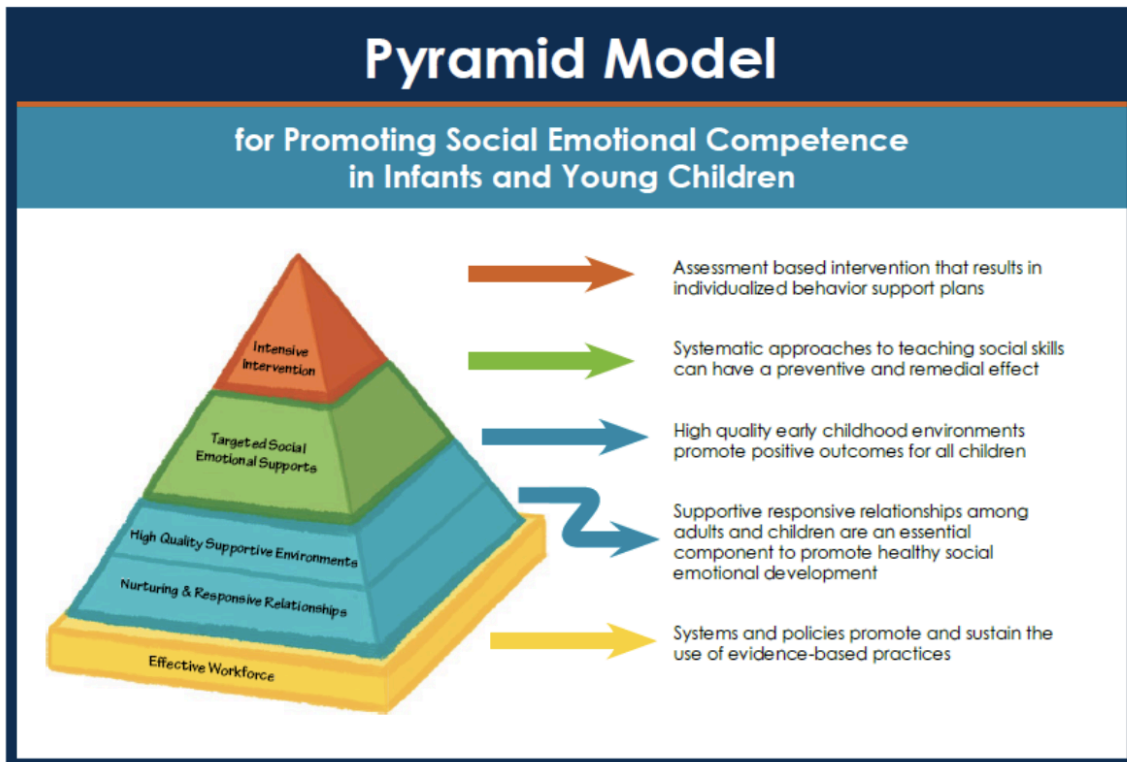 Pyramid Model
for Promoting Social Emotional Competence
in Infants and Young Children
Intensive
Intervention
Targeted Social
Emotional Supports
High Quality Supportive Environments
Nurturing & Responsive Relationships
Effective Workforce
Assessment based intervention that results in
individualized behavior support plans
Systematic approaches to teaching social skills
can have a preventive and remedial effect
High quality early childhood environments
promote positive outcomes for all children
Supportive responsive relationships among
adults and children are an essential
component to promote healthy social
emotional development
Systems and policies promote and sustain the
use of evidence-based practices